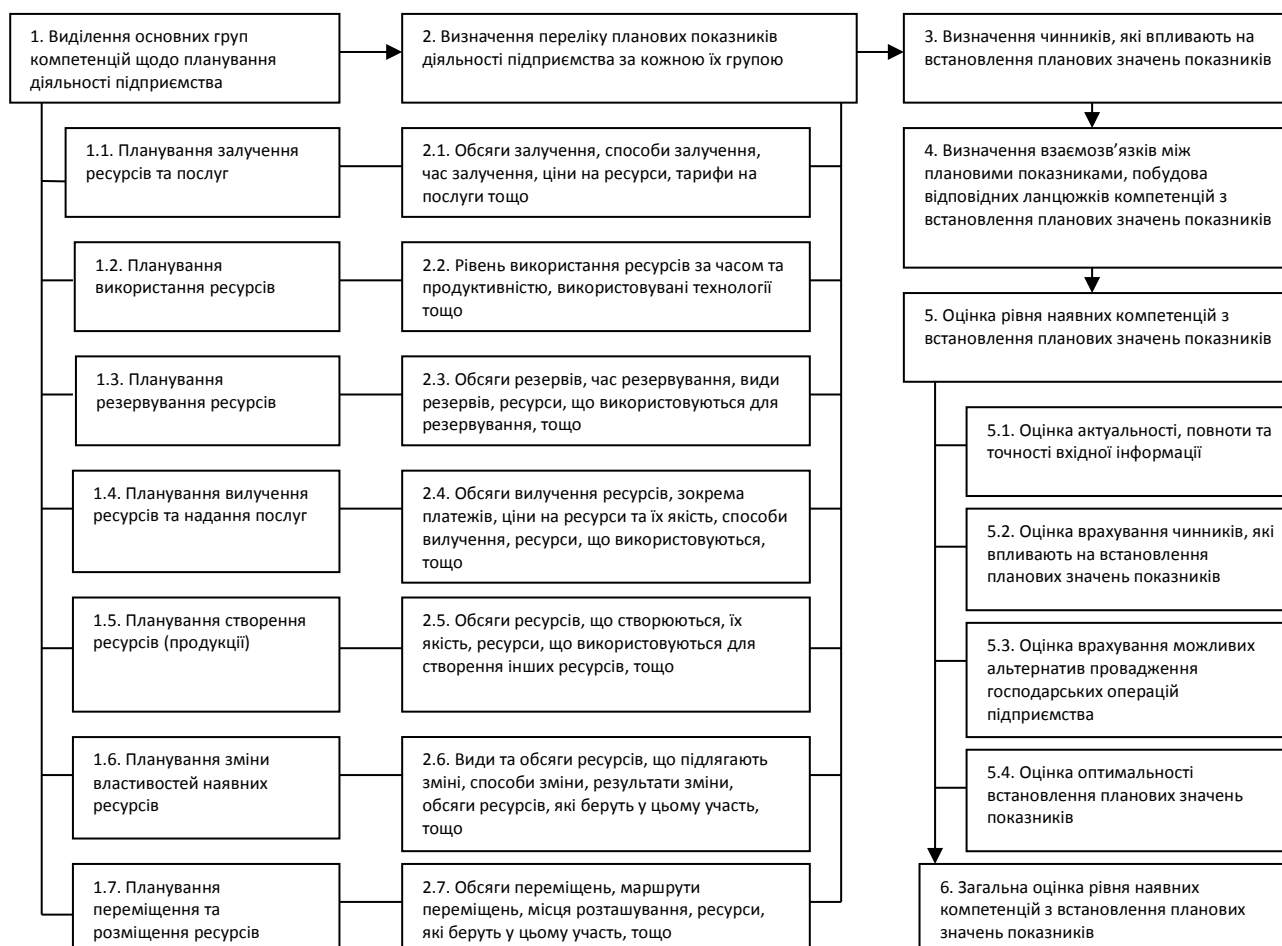 1. Виділення основних груп
компетенцій щодо планування
діяльності підприємства
2. Визначення переліку планових показників
діяльності підприємства за кожною їх групою
3. Визначення чинників, які впливають на
встановлення планових значень показників
1.1. Планування залучення
ресурсів та послуг
2.1. Обсяги залучення, способи залучення,
час залучення, ціни на ресурси, тарифи на
послуги тощо
4. Визначення взаємозв’язків між
плановими показниками, побудова
відповідних ланцюжків компетенцій з
встановлення планових значень показників
1.2. Планування
використання ресурсів
2.2. Рівень використання ресурсів за часом та
продуктивністю, використовувані технології
тощо
5. Оцінка рівня наявних компетенцій з
встановлення планових значень показників
1.3. Планування
резервування ресурсів
2.3. Обсяги резервів, час резервування, види
резервів, ресурси, що використовуються для
резервування, тощо
5.1. Оцінка актуальності, повноти та
точності вхідної інформації
1.4. Планування вилучення
ресурсів та надання послуг
2.4. Обсяги вилучення ресурсів, зокрема
платежів, ціни на ресурси та їх якість, способи
вилучення, ресурси, що використовуються,
тощо
5.2. Оцінка врахування чинників, які
впливають на встановлення
планових значень показників
1.5. Планування створення
ресурсів (продукції)
2.5. Обсяги ресурсів, що створюються, їх
якість, ресурси, що використовуються для
створення інших ресурсів, тощо
5.3. Оцінка врахування можливих
альтернатив провадження
господарських операцій
підприємства
1.6. Планування зміни
властивостей наявних
ресурсів
2.6. Види та обсяги ресурсів, що підлягають
зміні, способи зміни, результати зміни,
обсяги ресурсів, які беруть у цьому участь,
тощо
5.4. Оцінка оптимальності
встановлення планових значень
показників
1.7. Планування
переміщення та
розміщення ресурсів
2.7. Обсяги переміщень, маршрути
переміщень, місця розташування, ресурси,
які беруть у цьому участь, тощо
6. Загальна оцінка рівня наявних
компетенцій з встановлення планових
значень показників